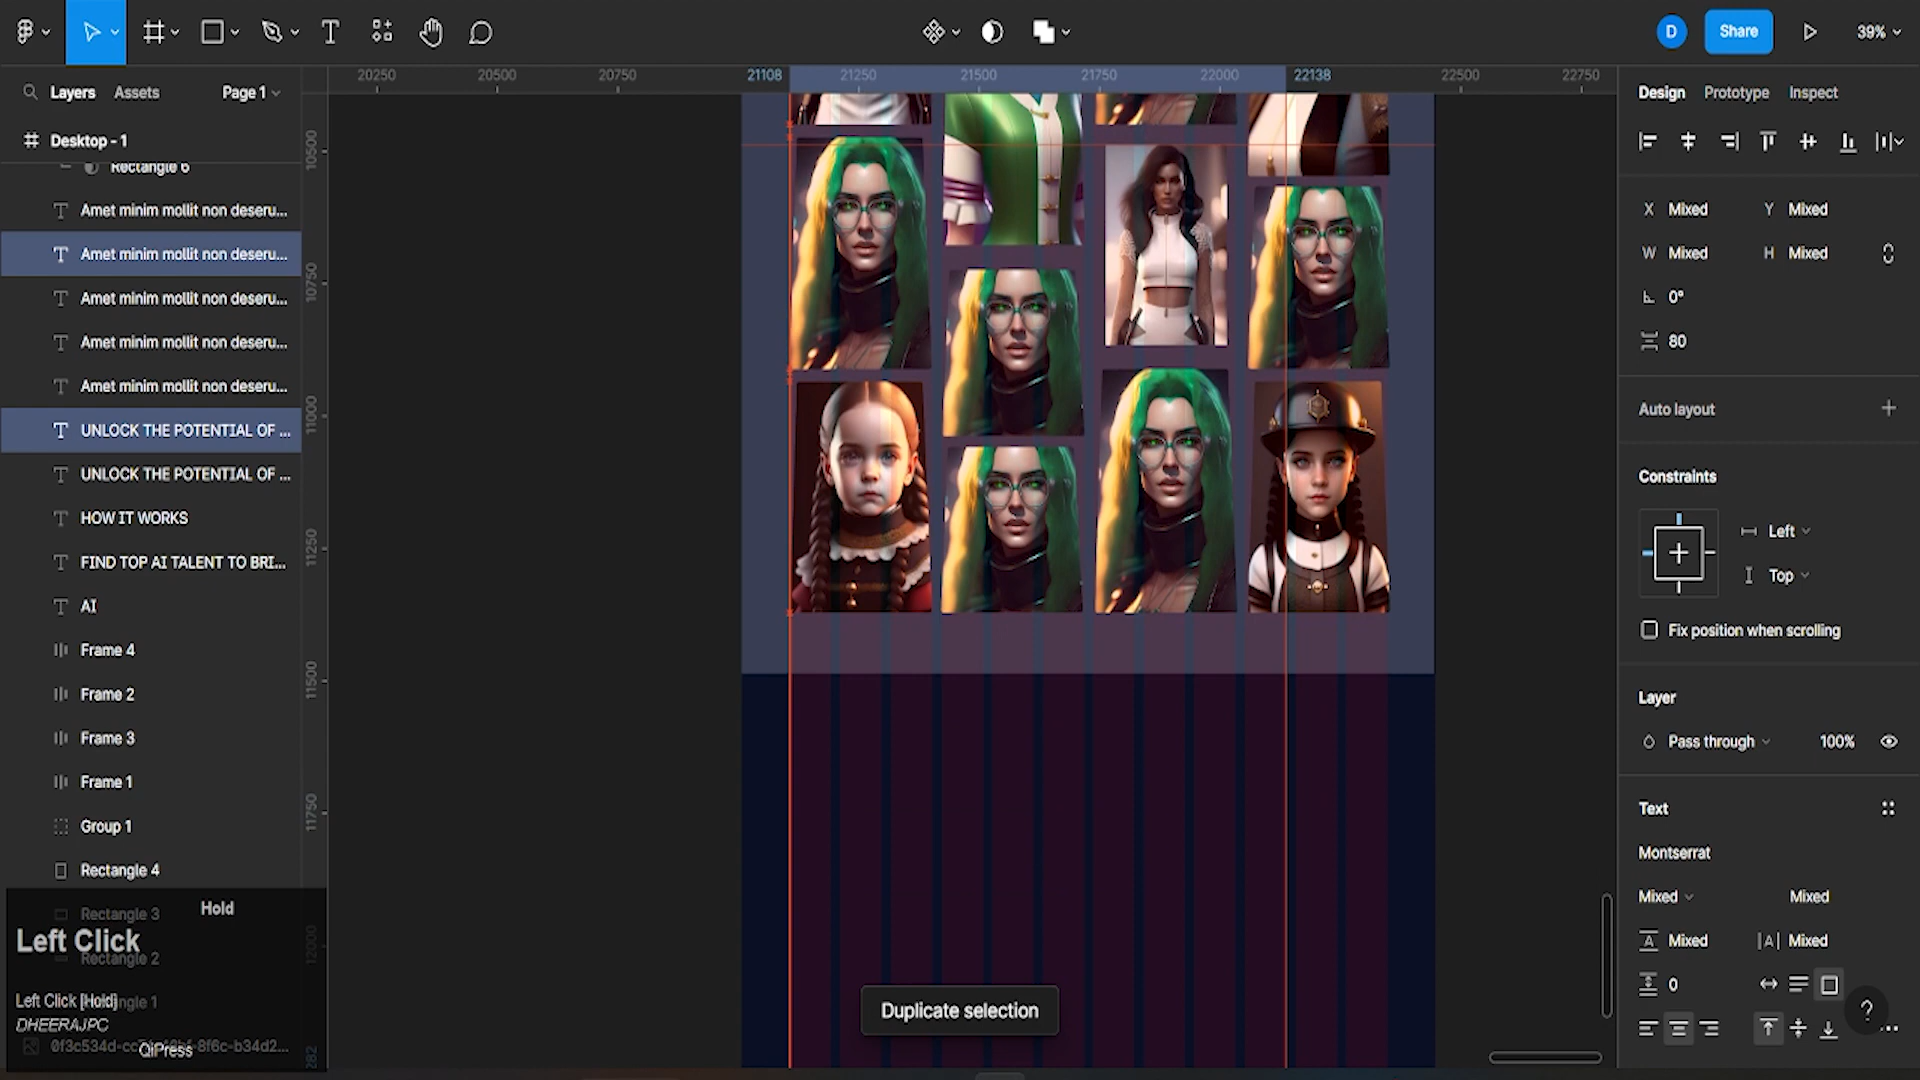 D
Share
39%
Layers
Assets
Page 1
20250
20500
20750
21108
21250
21500
21750
22000
22138
22500
22750
Design
Prototype
Inspect
Desktop - 1
Rectangle 6
Amet minim mollit non deseru...
Amet minim mollit non deseru...
Amet minim mollit non deseru...
Amet minim mollit non deseru...
Amet minim mollit non deseru...
UNLOCK THE POTENTIAL OF ...
UNLOCK THE POTENTIAL OF ...
HOW IT WORKS
FIND TOP AI TALENT TO BRI...
AI
Frame 4
Frame 2
Frame 3
Frame 1
Group 1
Rectangle 4
Rectangle 3
Rectangle 2
Hold
Left Click
Left Click [Hold]
DHEERAJPC
QiPress
10500
10750
11000
11250
11500
11750
12000
282
Duplicate selection
X Mixed
Y Mixed
W Mixed
H Mixed
0°
80
Auto layout
Constraints
Left
Top
Fix position when scrolling
Layer
Pass through
100%
Text
Montserrat
Mixed
Mixed
A Mixed
|A| Mixed
0
?